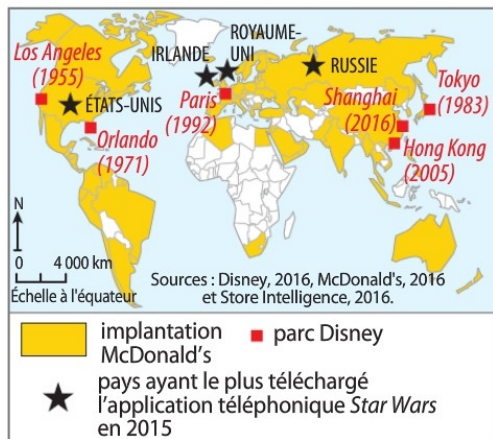 ROYAUME-
UNI
Los Angeles
(1955)
IRLANDE
RUSSIE
Tokyo
(1983)
ÉTATS-UNIS
Paris
(1992)
Shanghai
(2016)
Orlando
(1971)
Hong Kong
(2005)
N
0 4 000 km
Échelle à l'équateur
Sources : Disney, 2016, McDonald's, 2016
et Store Intelligence, 2016.
implantation
McDonald's
parc Disney
pays ayant le plus téléchargé
l'application téléphonique Star Wars
en 2015